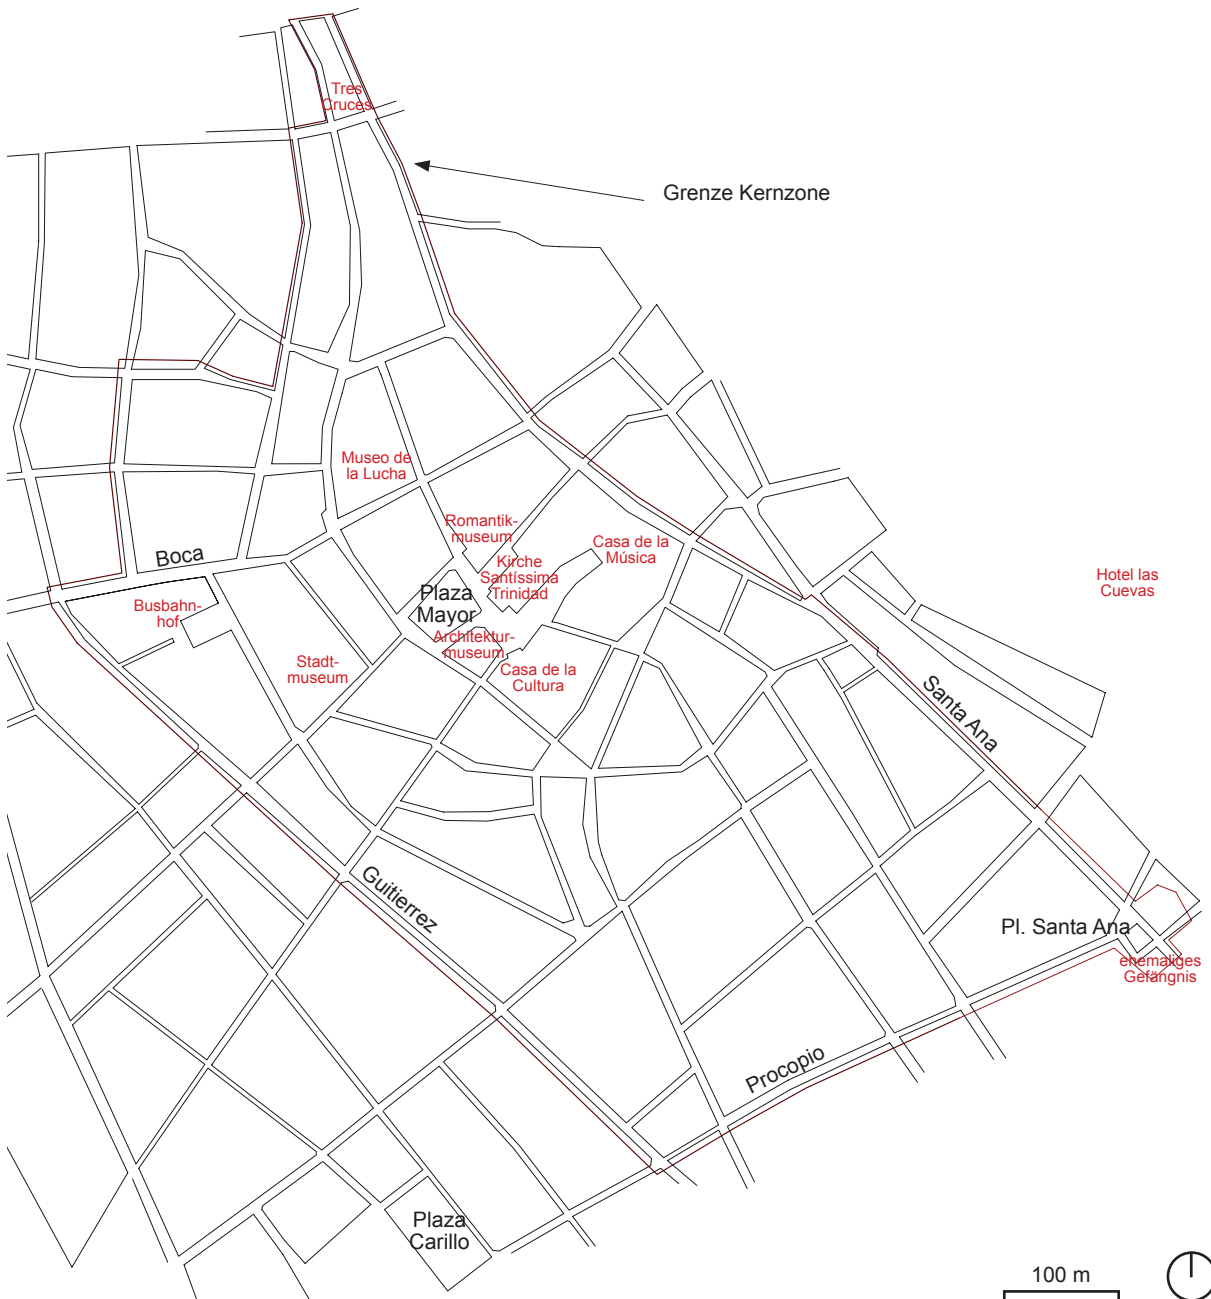 Tres
Cruces
Grenze Kernzone
Museo de
la Lucha
Romantik-
museum
Casa de la
Música
Boca
Kirche
Santíssima
Trinidad
Hotel las
Cuevas
Plaza
Mayor
Busbahn-
hof
Architektur-
museum
Stadt-
museum
Casa de la
Cultura
Santa Ana
Guitierrez
Pl. Santa Ana
ehemaliges
Gefängnis
Procopio
Plaza
Carillo
100 m